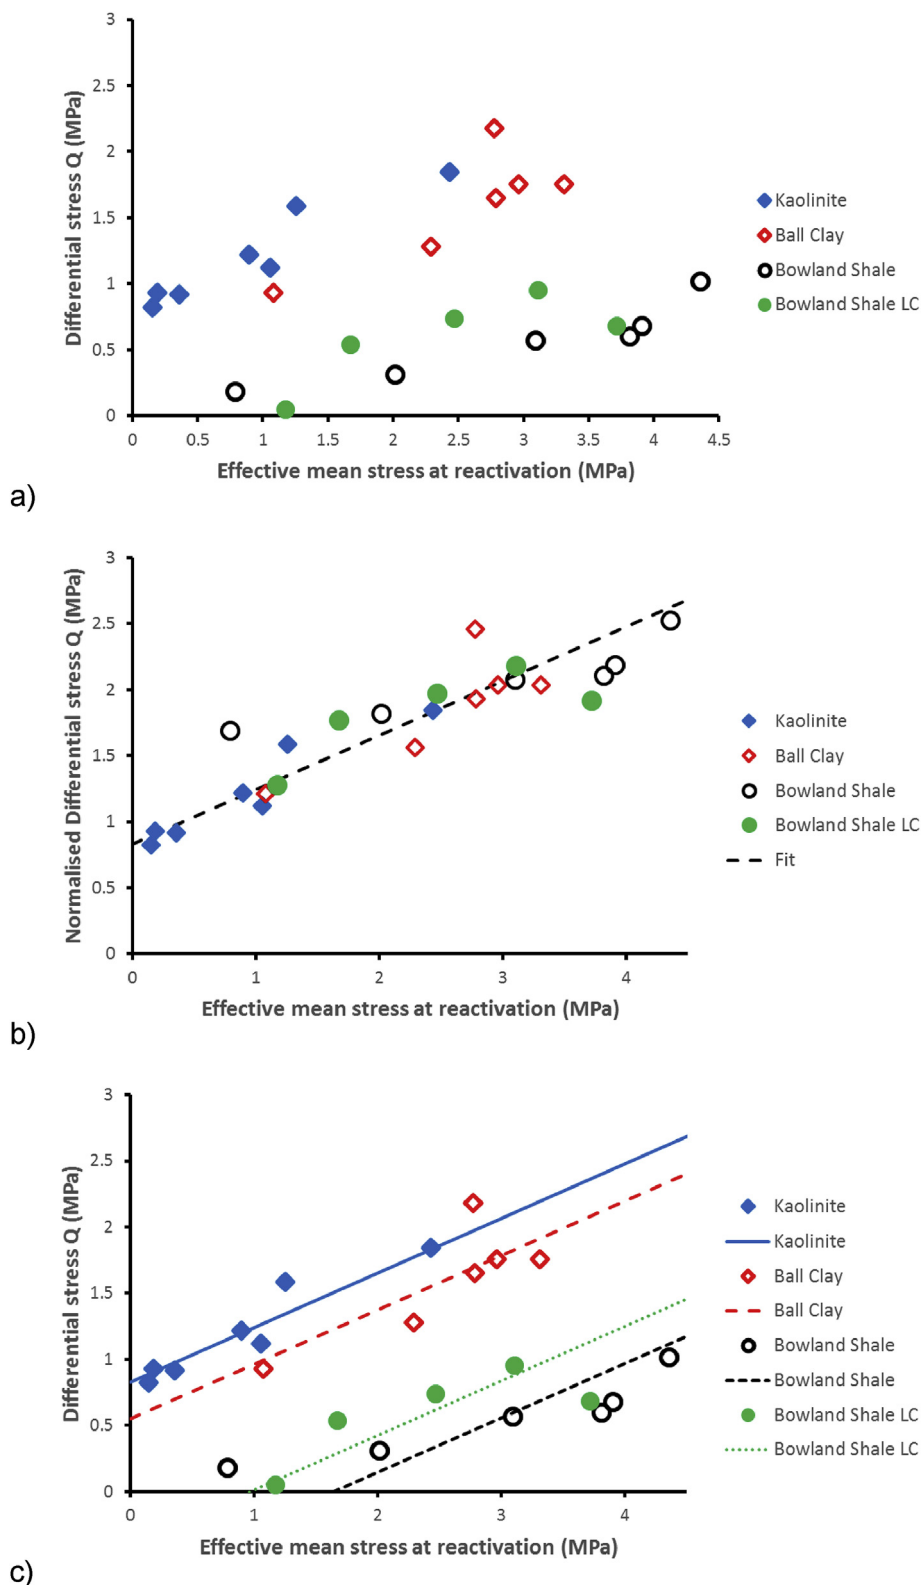 3
2.5
2
1.5
1
0.5
0
Differential stress Q (MPa)
0 0.5 1 1.5 2 2.5 3 3.5 4 4.5
Effective mean stress at reactivation (MPa)
Kaolinite
Ball Clay
Bowland Shale
Bowland Shale LC
a)
3
2.5
2
1.5
1
0.5
0
Normalised Differential stress Q (MPa)
0 1 2 3 4
Effective mean stress at reactivation (MPa)
Kaolinite
Ball Clay
Bowland Shale
Bowland Shale LC
Fit
b)
3
2.5
2
1.5
1
0.5
0
Differential stress Q (MPa)
0 1 2 3 4
Effective mean stress at reactivation (MPa)
Kaolinite
Kaolinite
Ball Clay
Ball Clay
Bowland Shale
Bowland Shale
Bowland Shale LC
Bowland Shale LC
c)